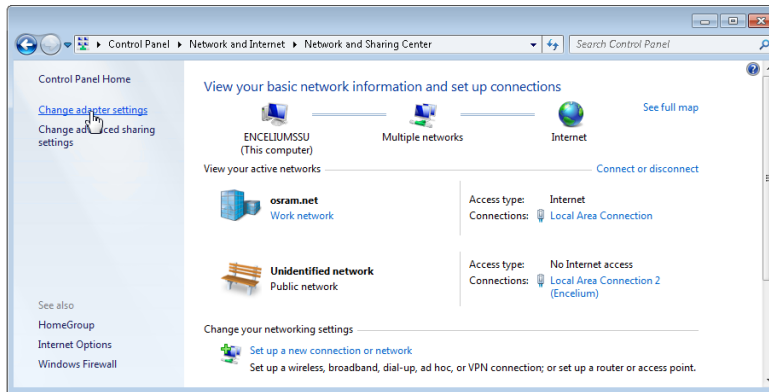 Control Panel Network and Internet Network and Sharing Center Search Control Panel
Control Panel Home
Change adapter settings
Change advanced sharing
settings
View your basic network information and set up connections
See full map
ENCELIUMSSU
(This computer)
Multiple networks
Internet
View your active networks
Connect or disconnect
osram.net
Work network
Access type: Internet
Connections: Local Area Connection
Unidentified network
Public network
Access type: No Internet access
Connections: Local Area Connection 2
(Encelium)
Change your networking settings
Set up a new connection or network
Set up a wireless, broadband, dial-up, ad hoc, or VPN connection; or set up a router or access point.
See also
HomeGroup
Internet Options
Windows Firewall